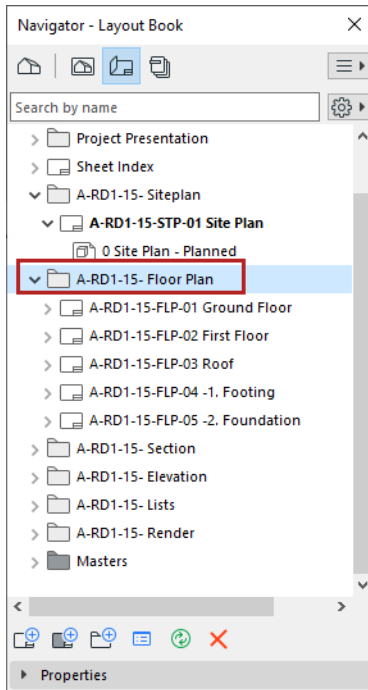 Navigator - Layout Book
Search by name
Project Presentation
Sheet Index
A-RD1-15- Siteplan
A-RD1-15-STP-01 Site Plan
0 Site Plan - Planned
A-RD1-15- Floor Plan
A-RD1-15-FLP-01 Ground Floor
A-RD1-15-FLP-02 First Floor
A-RD1-15-FLP-03 Roof
A-RD1-15-FLP-04 -1. Footing
A-RD1-15-FLP-05 -2. Foundation
A-RD1-15- Section
A-RD1-15- Elevation
A-RD1-15- Lists
A-RD1-15- Render
Masters
Properties